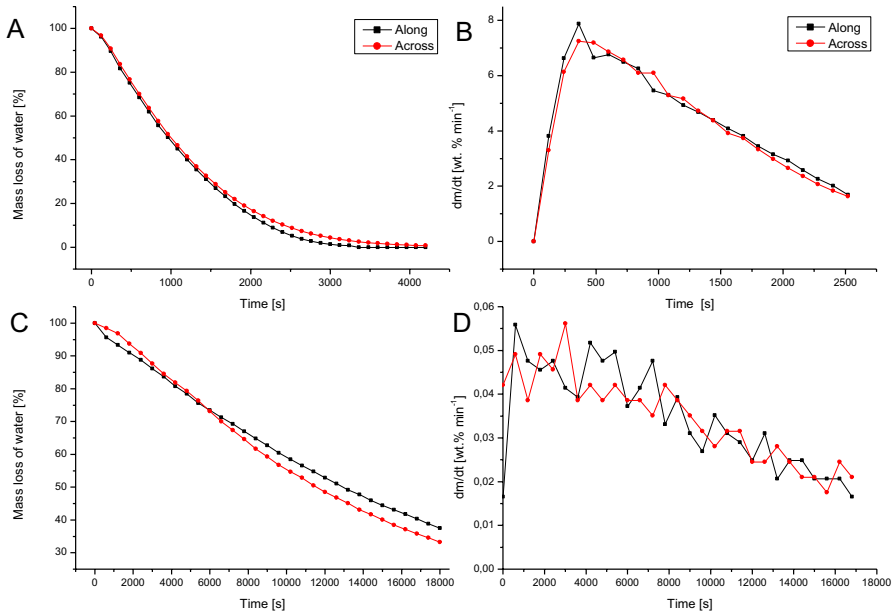 A
Along
Across
100
80
60
40
20
0
Mass loss of water [%]
0 1000 2000 3000 4000
Time [s]
B
Along
Across
8
6
4
2
0
dm/dt [wt. % min⁻¹]
0 500 1000 1500 2000 2500
Time [s]
C
100
90
80
70
60
50
40
30
Mass loss of water [%]
0 2000 4000 6000 8000 10000 12000 14000 16000 18000
Time [s]
D
0,06
0,05
0,04
0,03
0,02
0,01
0,00
dm/dt [wt.% min⁻¹]
0 2000 4000 6000 8000 10000 12000 14000 16000 18000
Time [s]